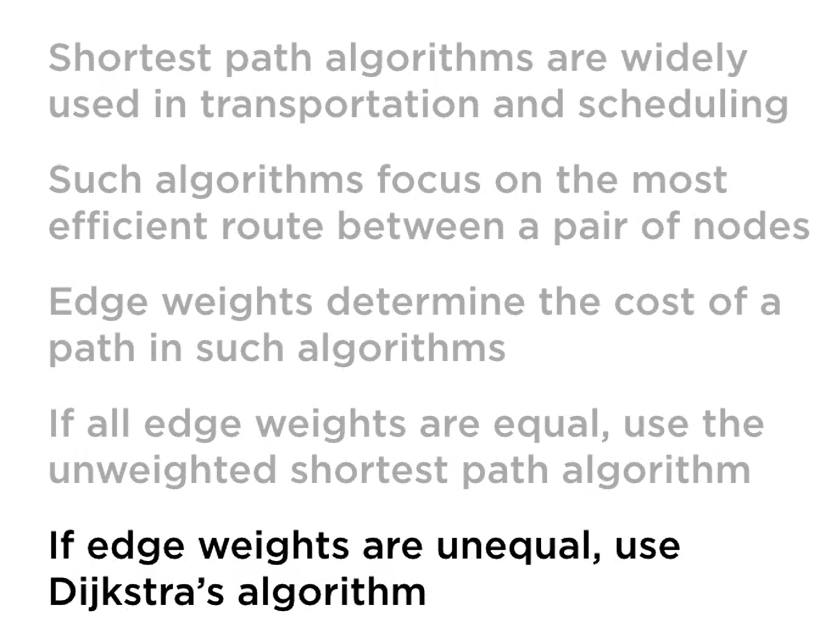 Shortest path algorithms are widely
used in transportation and scheduling
Such algorithms focus on the most
efficient route between a pair of nodes
Edge weights determine the cost of a
path in such algorithms
If all edge weights are equal, use the
unweighted shortest path algorithm
If edge weights are unequal, use
Dijkstra’s algorithm